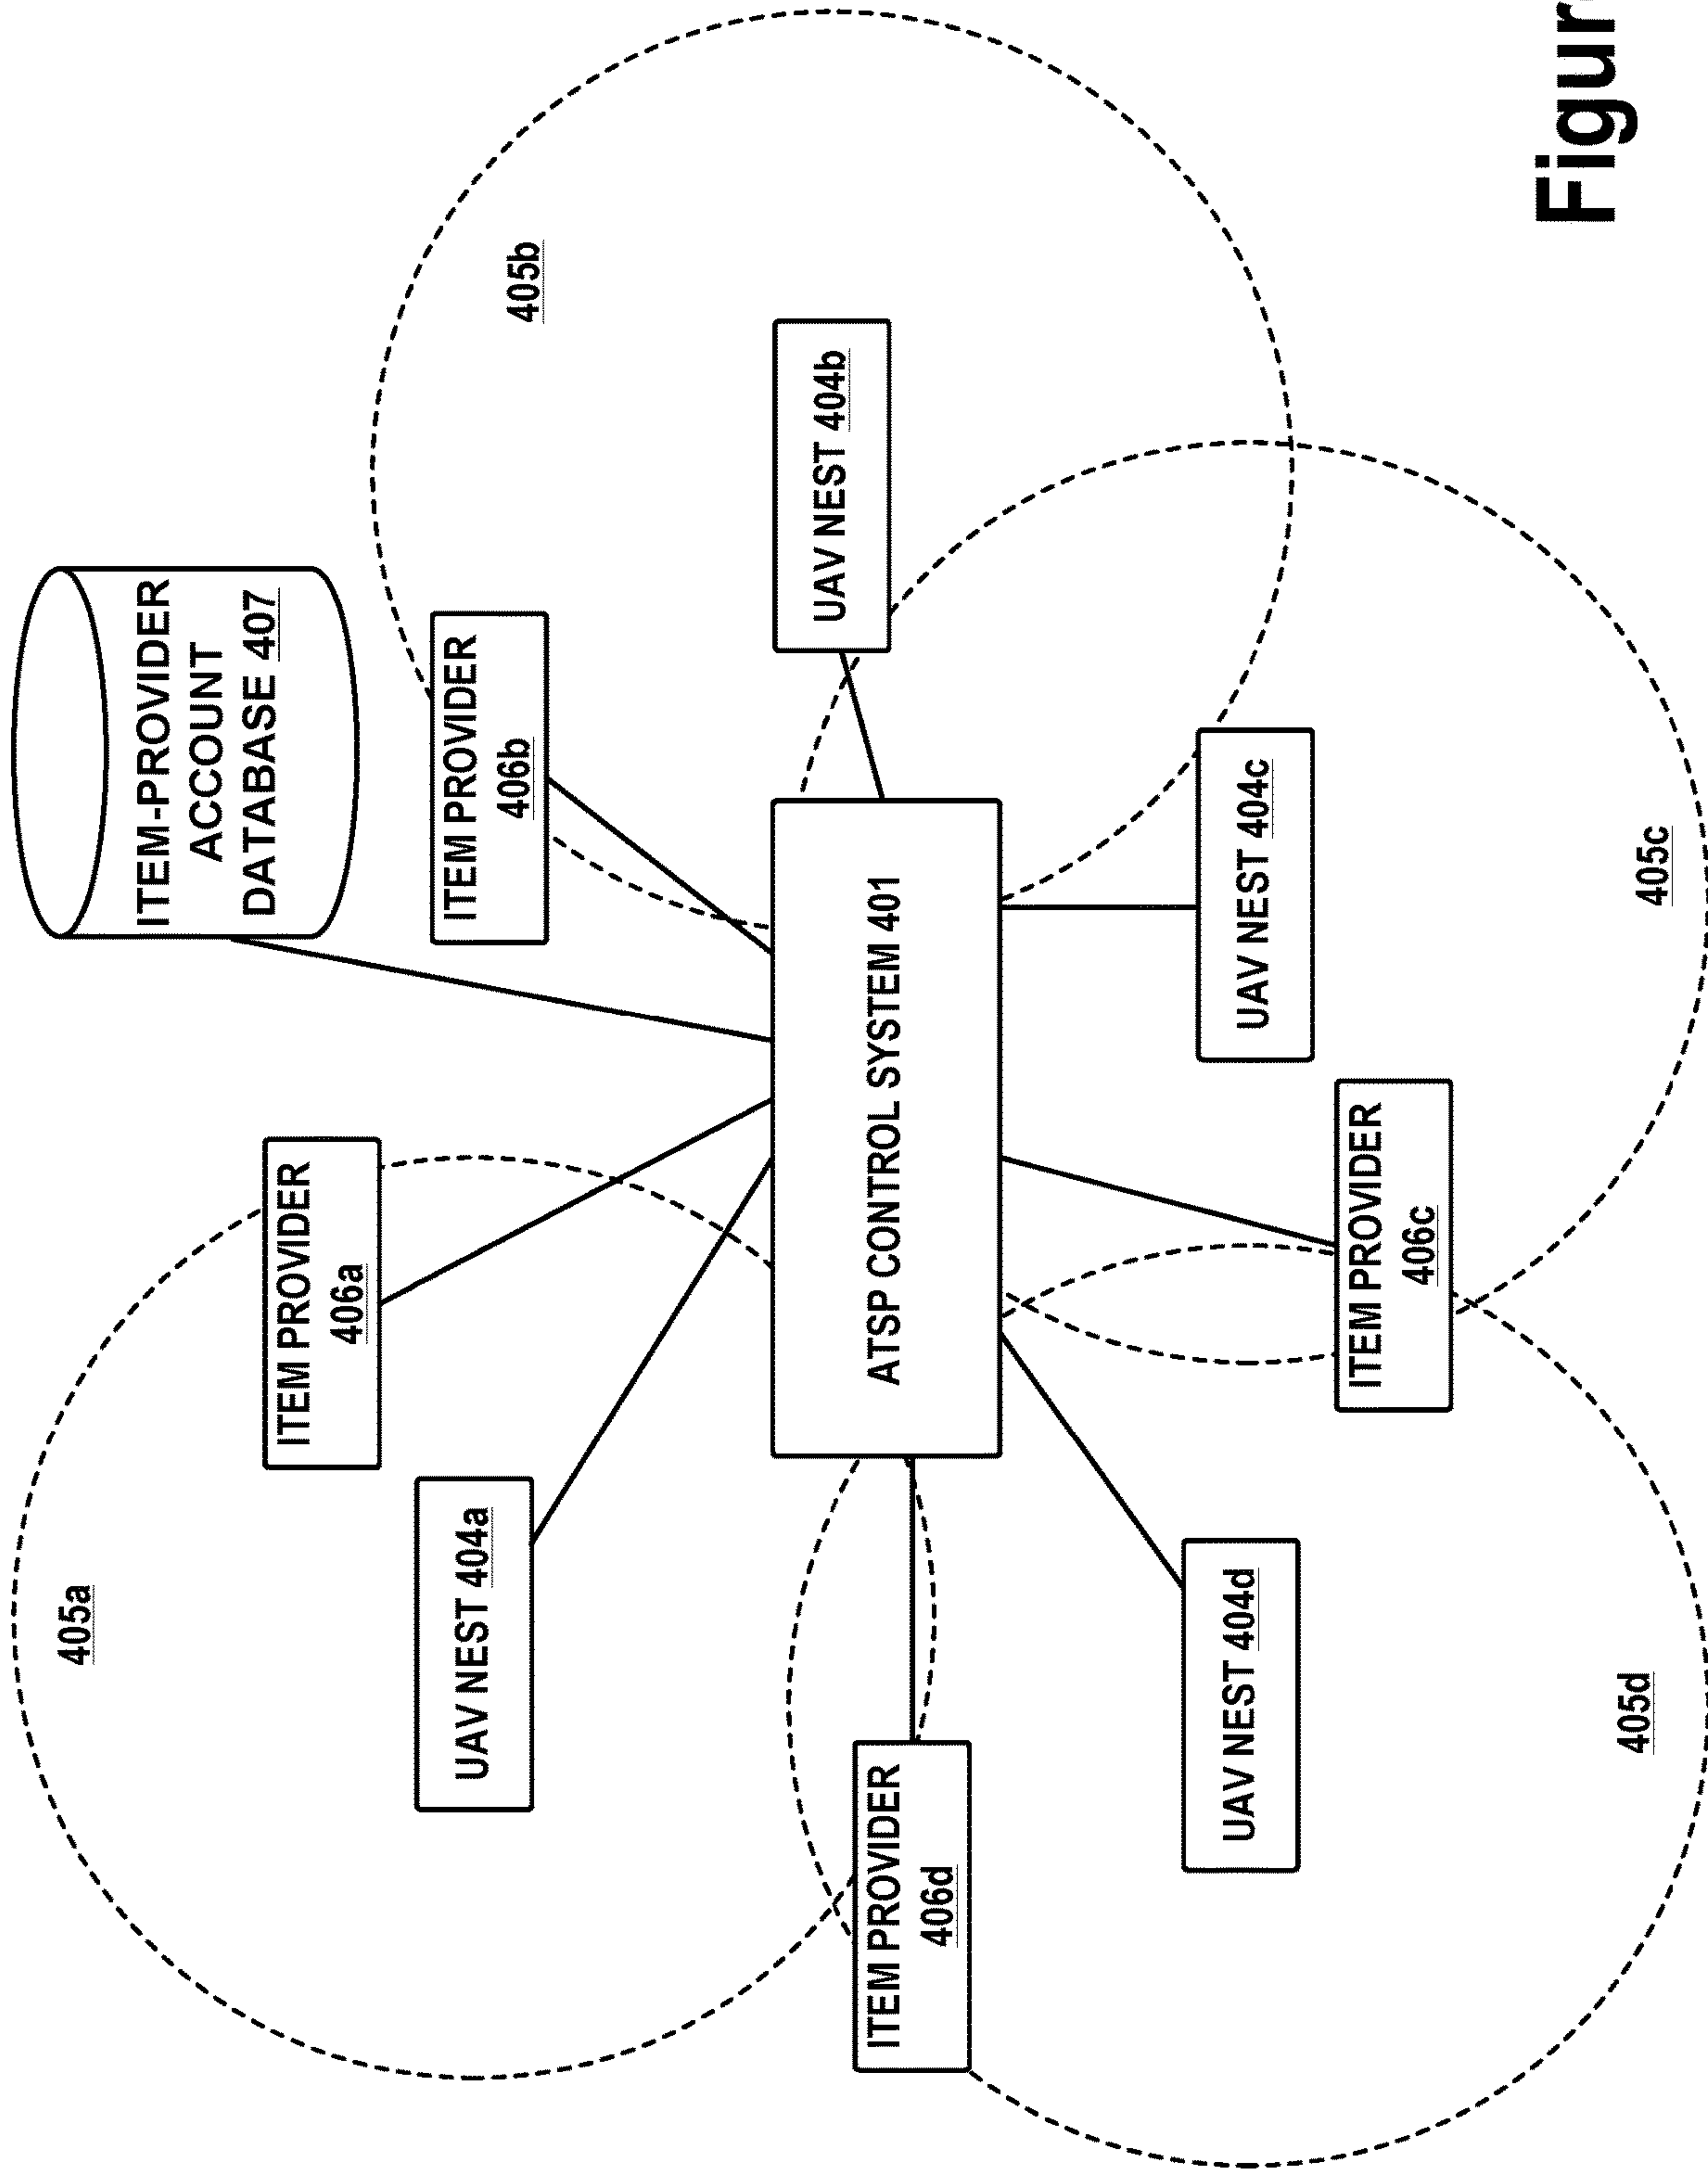 405a
ITEM-PROVIDER
ACCOUNT
DATABASE 407
ITEM PROVIDER
406a
UAV NEST 404a
ITEM PROVIDER
406b
405b
UAV NEST 404b
ITEM PROVIDER
406d
ATSP CONTROL SYSTEM 401
UAV NEST 404d
UAV NEST 404c
ITEM PROVIDER
406c
405d
405c
Figur